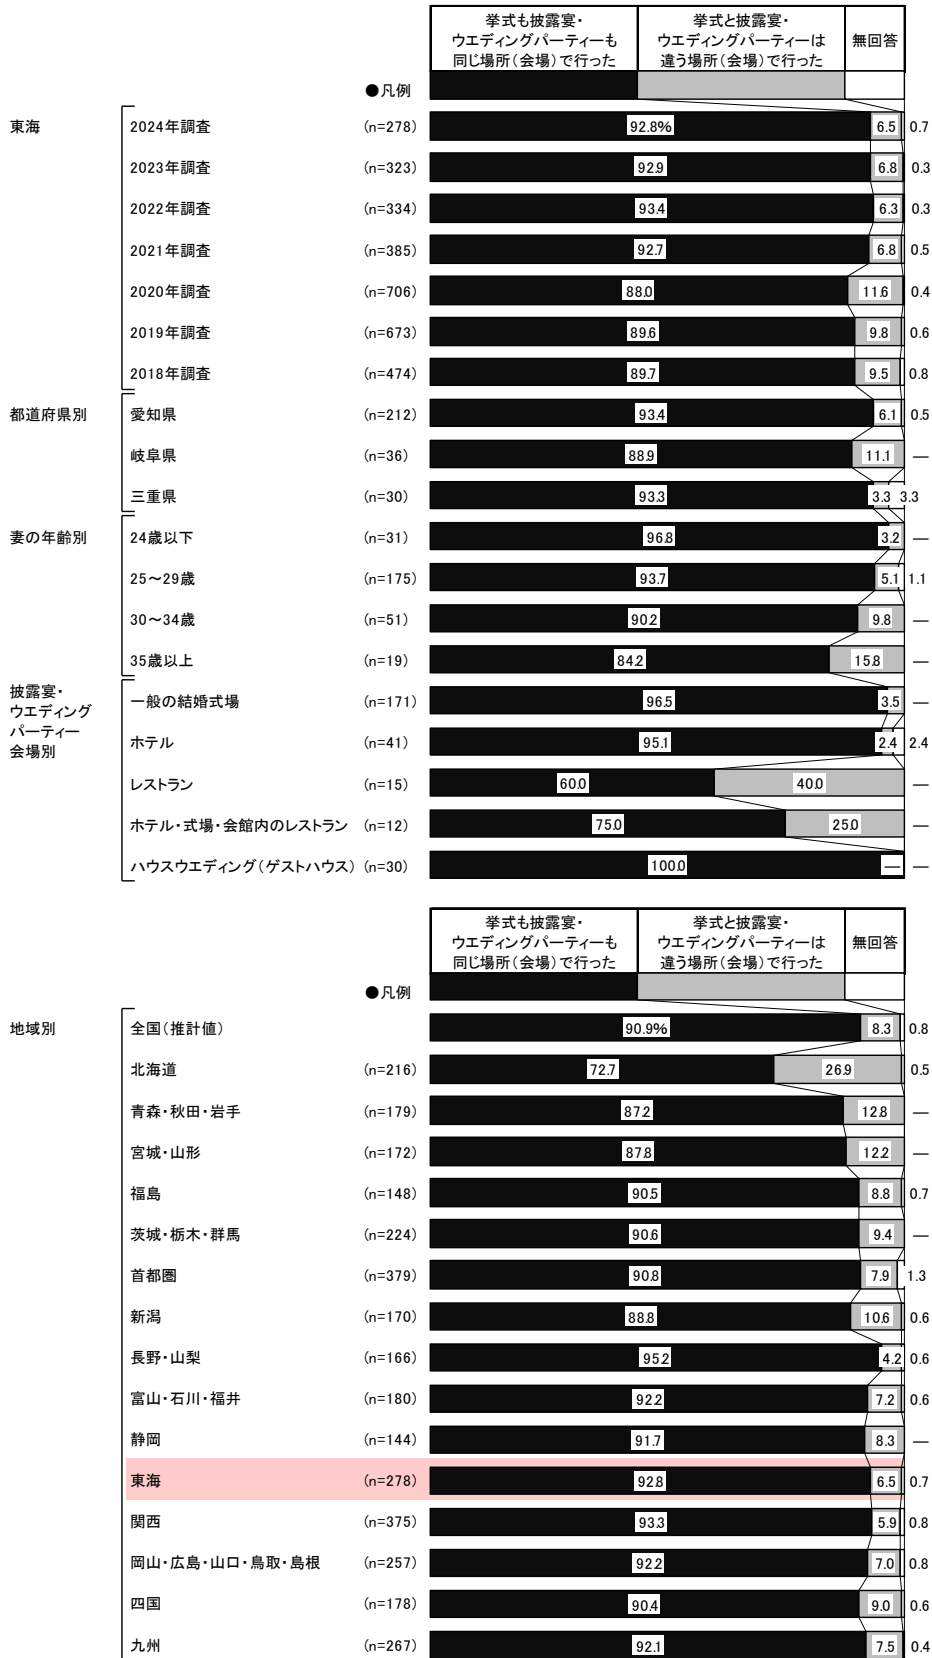 挙式も披露宴・
ウエディングパーティーも
同じ場所（会場）で行った
挙式と披露宴・
ウエディングパーティーは
違う場所（会場）で行った
無回答
●凡例
東海
2024年調査 (n=278) 92.8% 6.5 0.7
2023年調査 (n=323) 92.9 6.8 0.3
2022年調査 (n=334) 93.4 6.3 0.3
2021年調査 (n=385) 92.7 6.8 0.5
2020年調査 (n=706) 88.0 11.6 0.4
2019年調査 (n=673) 89.6 9.8 0.6
2018年調査 (n=474) 89.7 9.5 0.8
都道府県別
愛知県 (n=212) 93.4 6.1 0.5
岐阜県 (n=36) 88.9 11.1 —
三重県 (n=30) 93.3 3.3 3.3
妻の年齢別
24歳以下 (n=31) 96.8 3.2 —
25～29歳 (n=175) 93.7 5.1 1.1
30～34歳 (n=51) 90.2 9.8 —
35歳以上 (n=19) 84.2 15.8 —
披露宴・
ウエディング
パーティー
会場別
一般の結婚式場 (n=171) 96.5 3.5 —
ホテル (n=41) 95.1 2.4 2.4
レストラン (n=15) 60.0 40.0 —
ホテル・式場・会館内のレストラン (n=12) 75.0 25.0 —
ハウスウエディング（ゲストハウス） (n=30) 100.0 — —
挙式も披露宴・
ウエディングパーティーも
同じ場所（会場）で行った
挙式と披露宴・
ウエディングパーティーは
違う場所（会場）で行った
無回答
●凡例
地域別
全国（推計値） 90.9% 8.3 0.8
北海道 (n=216) 72.7 26.9 0.5
青森・秋田・岩手 (n=179) 87.2 12.8 —
宮城・山形 (n=172) 87.8 12.2 —
福島 (n=148) 90.5 8.8 0.7
茨城・栃木・群馬 (n=224) 90.6 9.4 —
首都圏 (n=379) 90.8 7.9 1.3
新潟 (n=170) 88.8 10.6 0.6
長野・山梨 (n=166) 95.2 4.2 0.6
富山・石川・福井 (n=180) 92.2 7.2 0.6
静岡 (n=144) 91.7 8.3 —
東海 (n=278) 92.8 6.5 0.7
関西 (n=375) 93.3 5.9 0.8
岡山・広島・山口・鳥取・島根 (n=257) 92.2 7.0 0.8
四国 (n=178) 90.4 9.0 0.6
九州 (n=267) 92.1 7.5 0.4